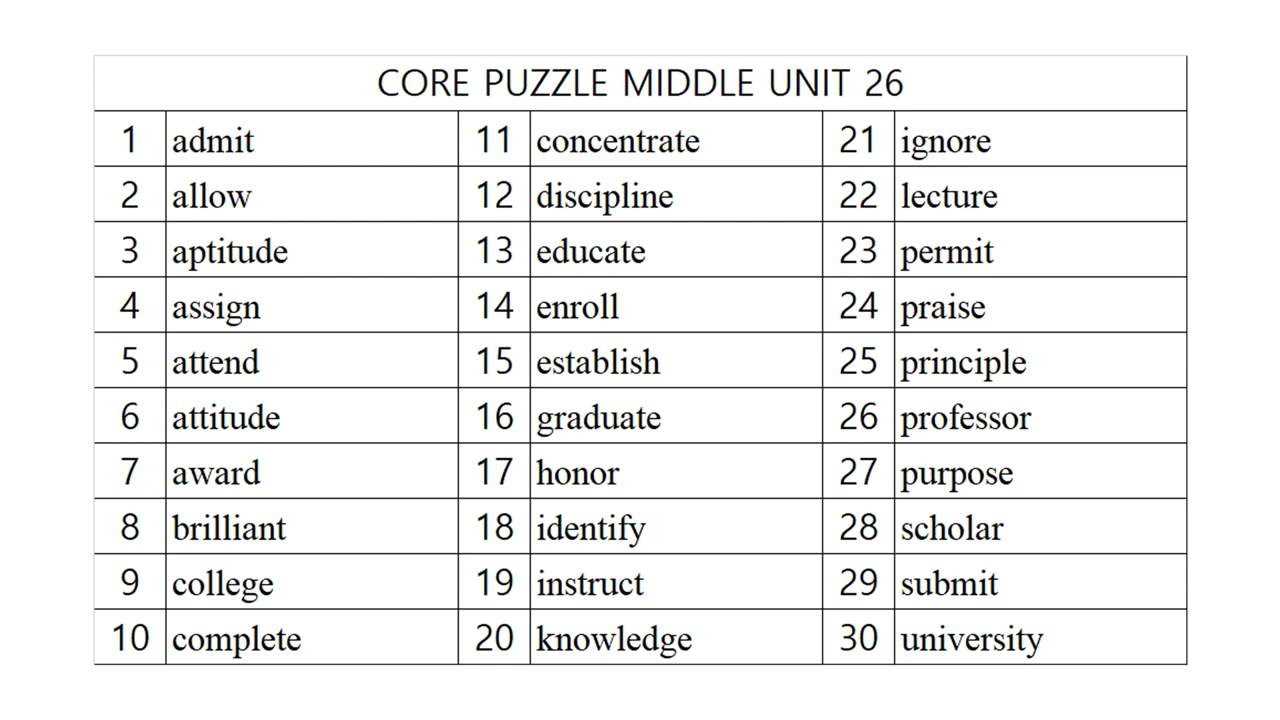 CORE PUZZLE MIDDLE UNIT 26
1 admit 11 concentrate 21 ignore
2 allow 12 discipline 22 lecture
3 aptitude 13 educate 23 permit
4 assign 14 enroll 24 praise
5 attend 15 establish 25 principle
6 attitude 16 graduate 26 professor
7 award 17 honor 27 purpose
8 brilliant 18 identify 28 scholar
9 college 19 instruct 29 submit
10 complete 20 knowledge 30 university